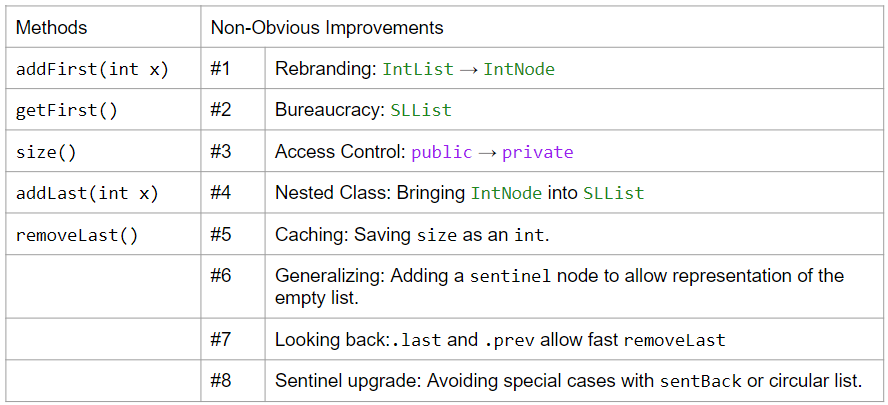 Methods Non-Obvious Improvements
addFirst(int x) #1 Rebranding: IntList → IntNode
getFirst() #2 Bureaucracy: SLList
size() #3 Access Control: public → private
addLast(int x) #4 Nested Class: Bringing IntNode into SLList
removeLast() #5 Caching: Saving size as an int.
#6 Generalizing: Adding a sentinel node to allow representation of the
empty list.
#7 Looking back:.last and .prev allow fast removeLast
#8 Sentinel upgrade: Avoiding special cases with sentBack or circular list.